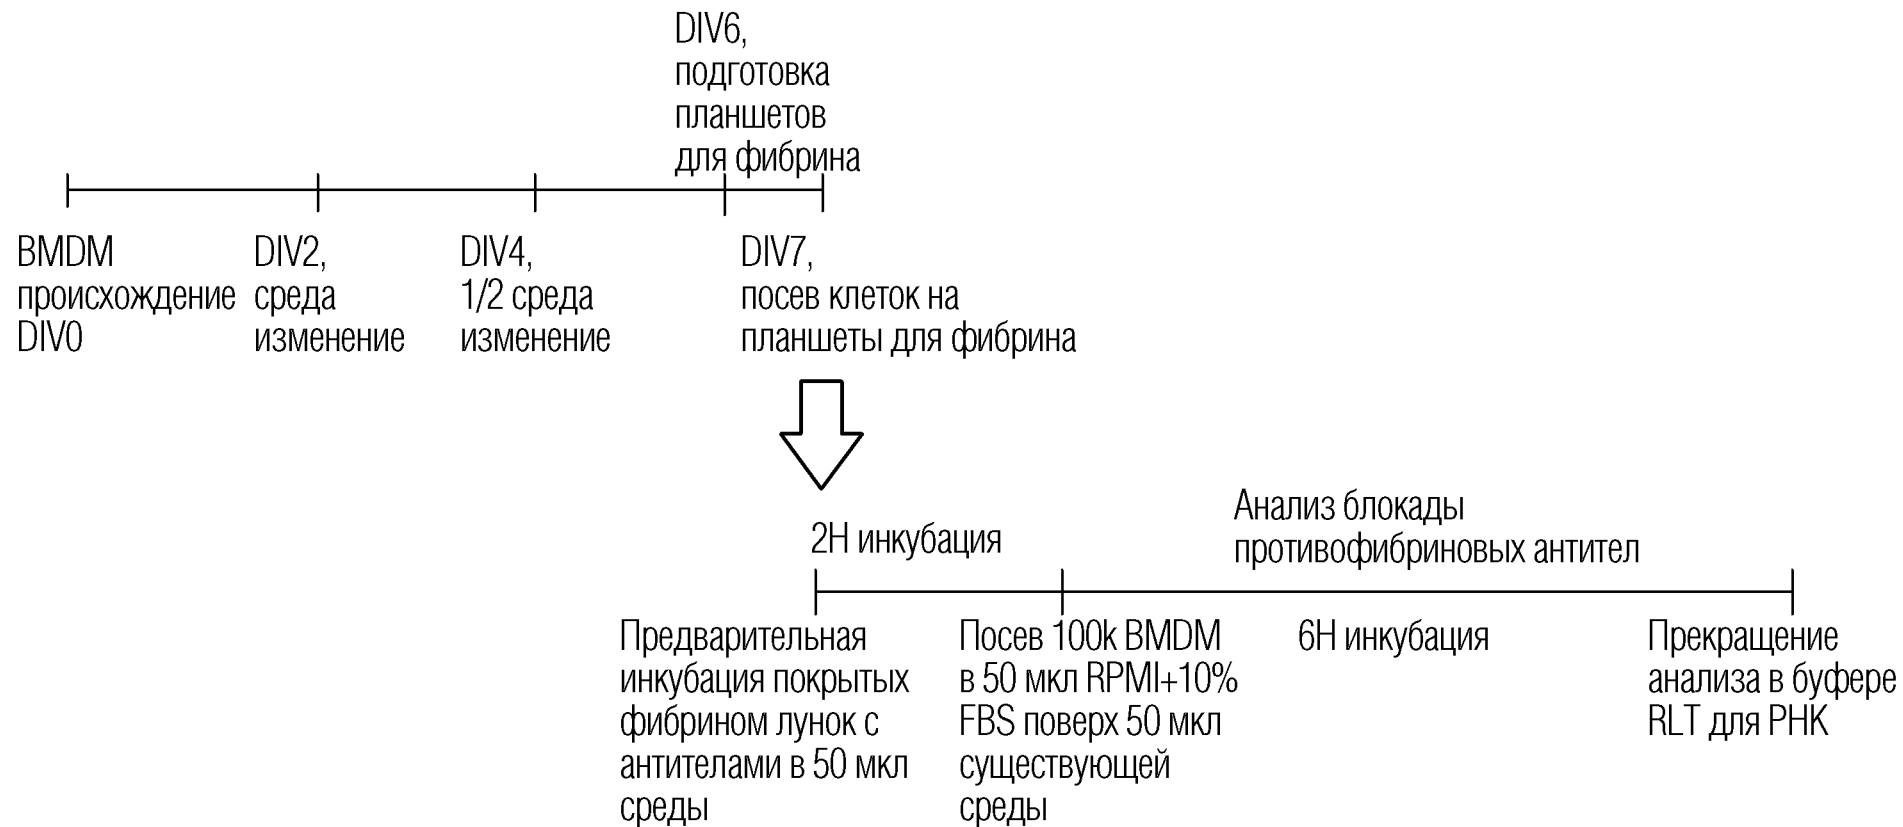 DIV6,
подготовка
планшетов
для фибрина
BMDM
происхождение
DIV0
DIV2,
среда
изменение
DIV4,
1/2 среда
изменение
DIV7,
посев клеток на
планшеты для фибрина
2H инкубация
Анализ блокады
противофибриновых антител
Предварительная
инкубация покрытых
фибрином лунок с
антителами в 50 мкл
среды
Посев 100k BMDM
в 50 мкл RPMI+10%
FBS поверх 50 мкл
существующей
среды
6H инкубация
Прекращение
анализа в буфере
RLT для РНК